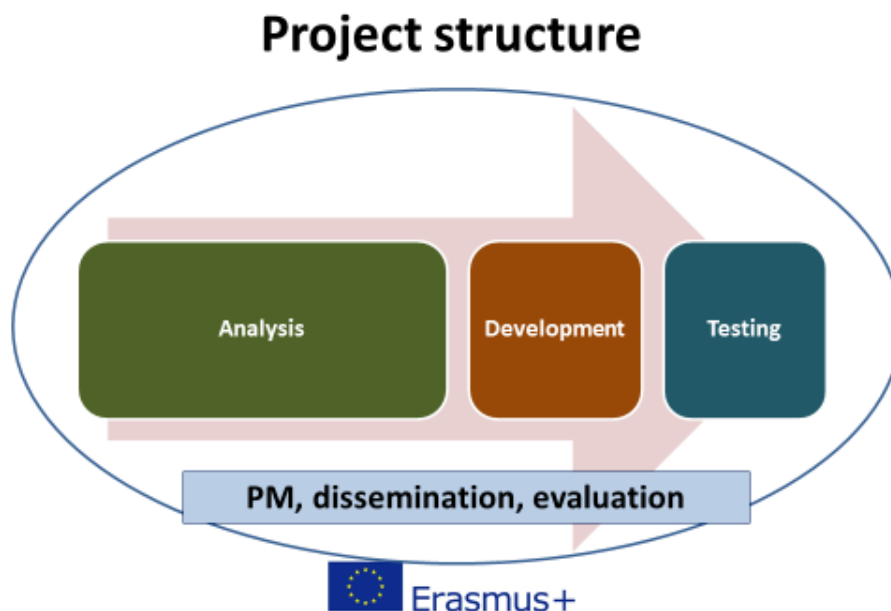 Project structure
Analysis
Development
Testing
PM, dissemination, evaluation
Erasmus+